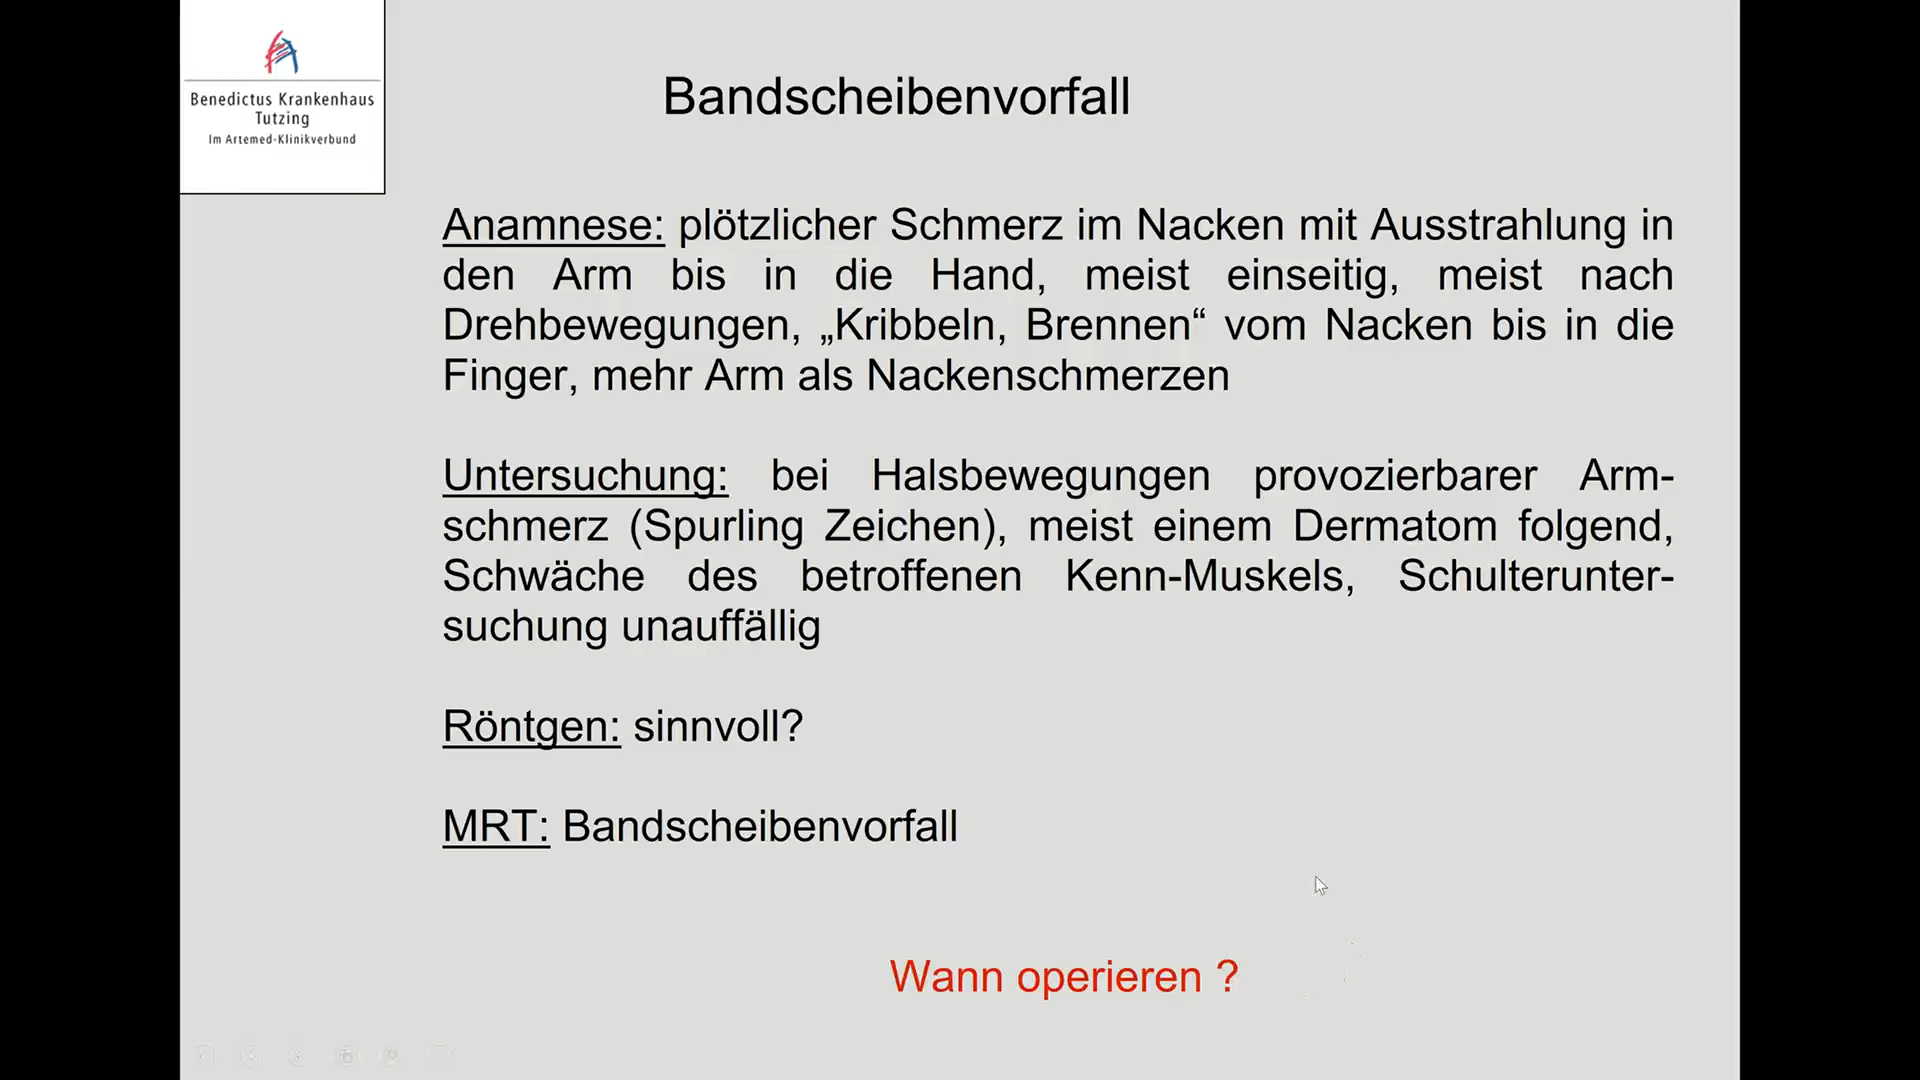 Benedictus Krankenhaus
Tutzing
Im Artemed-Klinikverbund
Bandscheibenvorfall
Anamnese: plötzlicher Schmerz im Nacken mit Ausstrahlung in
den Arm bis in die Hand, meist einseitig, meist nach
Drehbewegungen, „Kribbeln, Brennen“ vom Nacken bis in die
Finger, mehr Arm als Nackenschmerzen
Untersuchung: bei Halsbewegungen provozierbarer Arm-
schmerz (Spurling Zeichen), meist einem Dermatom folgend,
Schwäche des betroffenen Kenn-Muskels, Schulterunter-
suchung unauffällig
Röntgen: sinnvoll?
MRT: Bandscheibenvorfall
Wann operieren ?